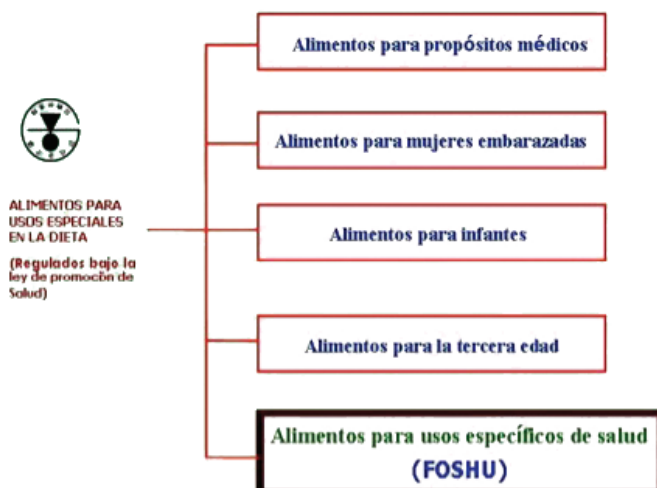 Alimentos para propósitos médicos
Alimentos para mujeres embarazadas
ALIMENTOS PARA
USOS ESPECIALES
EN LA DIETA
(Regulados bajo la
ley de promoción de
Salud)
Alimentos para infantes
Alimentos para la tercera edad
Alimentos para usos específicos de salud
(FOSHU)